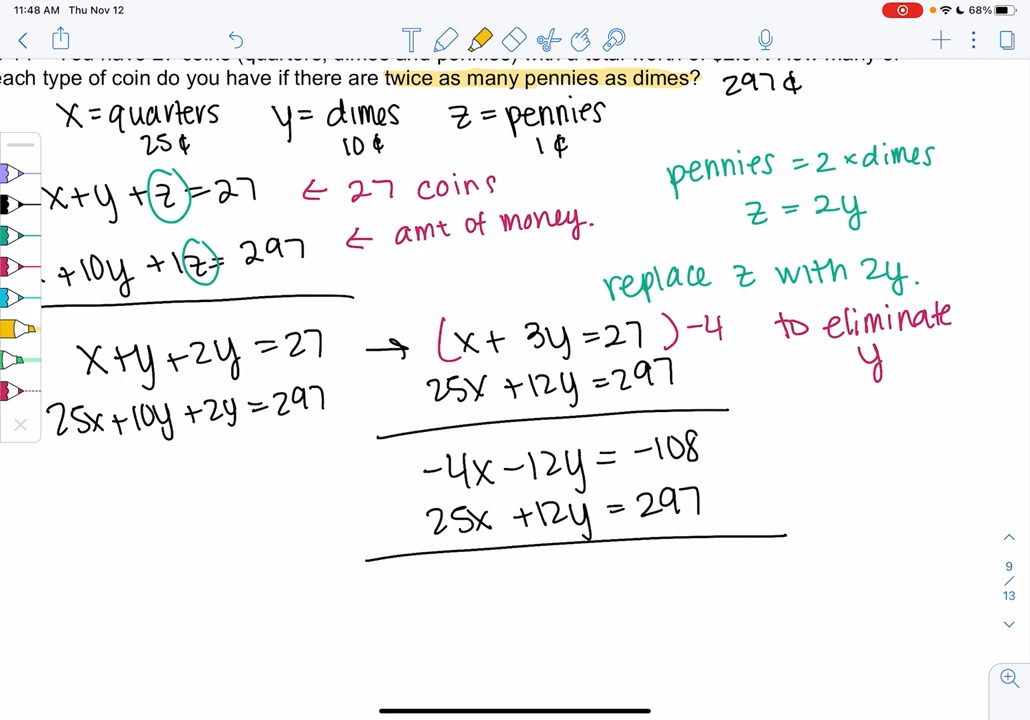 11:48 AM Thu Nov 12
68%
each type of coin do you have if there are twice as many pennies as dimes? 297¢
x = quarters y = dimes z = pennies
25¢ 10¢ 1¢
pennies = 2 x dimes
z = 2y
x+y+z=27 ← 27 coins
+10y +1z= 297 ← amt of money.
replace z with 2y.
x+y+2y=27 → (x+ 3y=27)-4 to eliminate y
25x+10y+2y=297 25x+12y=297
-4x-12y= -108
25x +12y = 297
9
/
13